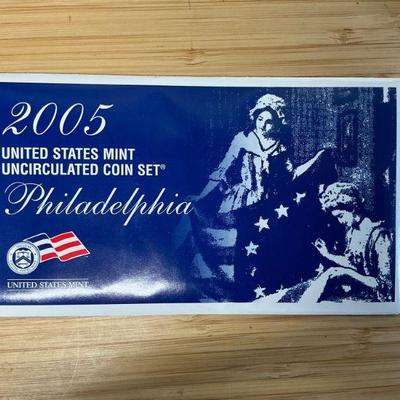 2005
UNITED STATES MINT
UNCIRCULATED COIN SET®
Philadelphia
UNITED STATES MINT